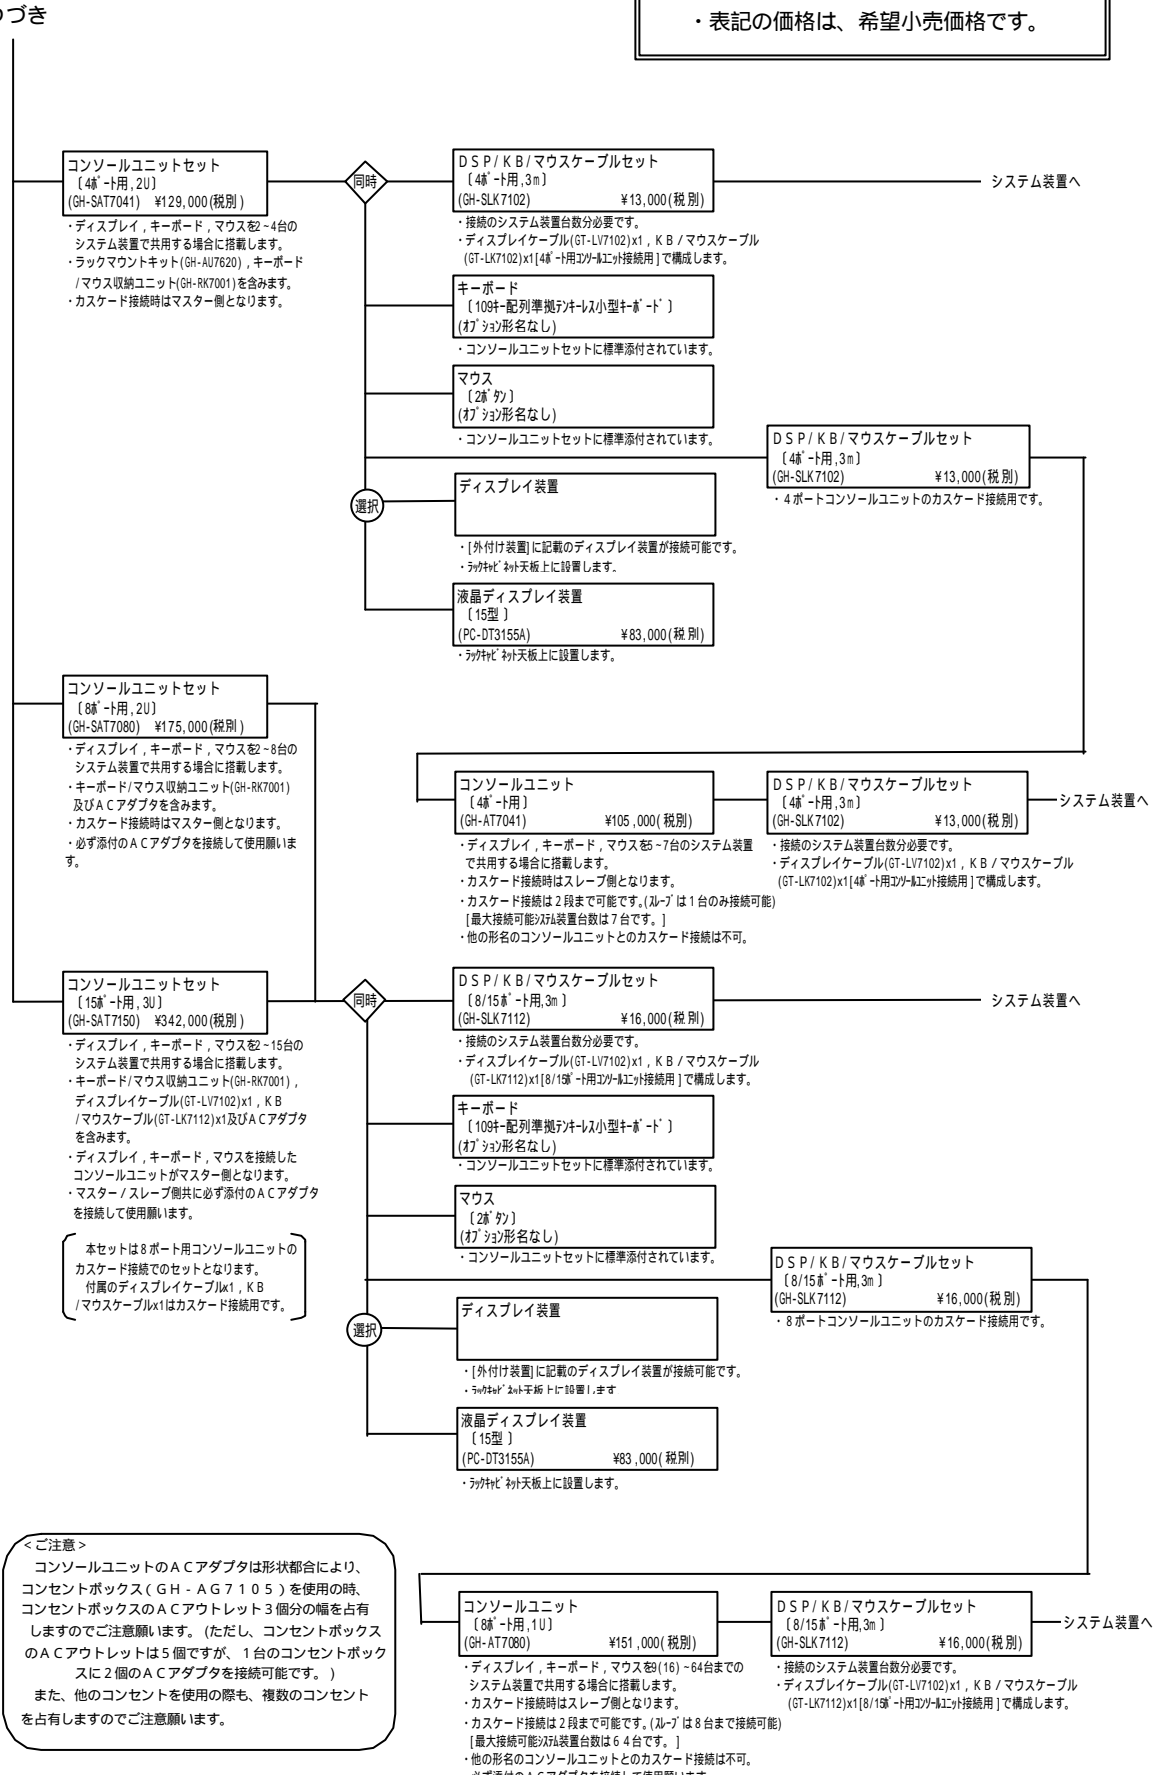 ・表記の価格は、希望小売価格です。
コンソールユニットセット
〔4ﾎﾟｰﾄ用,2U〕
(GH-SAT7041) ¥129,000(税別)
・ディスプレイ,キーボード,マウスを2~4台の
システム装置で共用する場合に搭載します。
・ラックマウントキット(GH-AU7620),キーボード
/マウス収納ユニット(GH-RK7001)を含みます。
・カスケード接続時はマスター側となります。
同時
DSP/KB/マウスケーブルセット
〔4ﾎﾟｰﾄ用,3m〕
(GH-SLK7102) ¥13,000(税別)
システム装置へ
・接続のシステム装置台数分必要です。
・ディスプレイケーブル(GT-LV7102)x1,KB/マウスケーブル
(GT-LK7102)x1[4ﾎﾟｰﾄ用ｺﾝｿｰﾙﾕﾆｯﾄ接続用]で構成します。
キーボード
〔109ｷｰ配列準拠ﾃﾝｷｰﾚｽ小型ｷｰﾎﾞｰﾄﾞ〕
(ｵﾌﾟｼｮﾝ形名なし)
・コンソールユニットセットに標準添付されています。
マウス
〔2ﾎﾞﾀﾝ〕
(ｵﾌﾟｼｮﾝ形名なし)
・コンソールユニットセットに標準添付されています。
DSP/KB/マウスケーブルセット
〔4ﾎﾟｰﾄ用,3m〕
(GH-SLK7102) ¥13,000(税別)
・4ポートコンソールユニットのカスケード接続用です。
選択
ディスプレイ装置
・[外付け装置]に記載のディスプレイ装置が接続可能です。
・ﾗｯｸｷｬﾋﾞﾈｯﾄ天板上に設置します。
液晶ディスプレイ装置
〔15型〕
(PC-DT3155A) ¥83,000(税別)
・ﾗｯｸｷｬﾋﾞﾈｯﾄ天板上に設置します。
コンソールユニットセット
〔8ﾎﾟｰﾄ用,2U〕
(GH-SAT7080) ¥175,000(税別)
・ディスプレイ,キーボード,マウスを2~8台の
システム装置で共用する場合に搭載します。
・キーボード/マウス収納ユニット(GH-RK7001)
及びACアダプタを含みます。
・カスケード接続時はマスター側となります。
・必ず添付のACアダプタを接続して使用願いま
す。
コンソールユニット
〔4ﾎﾟｰﾄ用〕
(GH-AT7041) ¥105,000(税別)
・ディスプレイ,キーボード,マウスを5~7台のシステム装置
で共用する場合に搭載します。
・カスケード接続時はスレーブ側となります。
・カスケード接続は2段まで可能です。(ｽﾚｰﾌﾞは1台のみ接続可能)
[最大接続可能ｼｽﾃﾑ装置台数は7台です。]
・他の形名のコンソールユニットとのカスケード接続は不可。
DSP/KB/マウスケーブルセット
〔4ﾎﾟｰﾄ用,3m〕
(GH-SLK7102) ¥13,000(税別)
システム装置へ
・接続のシステム装置台数分必要です。
・ディスプレイケーブル(GT-LV7102)x1,KB/マウスケーブル
(GT-LK7102)x1[4ﾎﾟｰﾄ用ｺﾝｿｰﾙﾕﾆｯﾄ接続用]で構成します。
コンソールユニットセット
〔15ﾎﾟｰﾄ用,3U〕
(GH-SAT7150) ¥342,000(税別)
・ディスプレイ,キーボード,マウスを2~15台の
システム装置で共用する場合に搭載します。
・キーボード/マウス収納ユニット(GH-RK7001),
ディスプレイケーブル(GT-LV7102)x1,KB
/マウスケーブル(GT-LK7112)x1及びACアダプタ
を含みます。
・ディスプレイ,キーボード,マウスを接続した
コンソールユニットがマスター側となります。
・マスター/スレーブ側共に必ず添付のACアダプタ
を接続して使用願います。
本セットは8ポート用コンソールユニットの
カスケード接続でのセットとなります。
付属のディスプレイケーブルx1,KB
/マウスケーブルx1はカスケード接続用です。
同時
DSP/KB/マウスケーブルセット
〔8/15ﾎﾟｰﾄ用,3m〕
(GH-SLK7112) ¥16,000(税別)
システム装置へ
・接続のシステム装置台数分必要です。
・ディスプレイケーブル(GT-LV7102)x1,KB/マウスケーブル
(GT-LK7112)x1[8/15ﾎﾟｰﾄ用ｺﾝｿｰﾙﾕﾆｯﾄ接続用]で構成します。
キーボード
〔109ｷｰ配列準拠ﾃﾝｷｰﾚｽ小型ｷｰﾎﾞｰﾄﾞ〕
(ｵﾌﾟｼｮﾝ形名なし)
・コンソールユニットセットに標準添付されています。
マウス
〔2ﾎﾞﾀﾝ〕
(ｵﾌﾟｼｮﾝ形名なし)
・コンソールユニットセットに標準添付されています。
DSP/KB/マウスケーブルセット
〔8/15ﾎﾟｰﾄ用,3m〕
(GH-SLK7112) ¥16,000(税別)
・8ポートコンソールユニットのカスケード接続用です。
選択
ディスプレイ装置
・[外付け装置]に記載のディスプレイ装置が接続可能です。
・ﾗｯｸｷｬﾋﾞﾈｯﾄ天板上に設置します
液晶ディスプレイ装置
〔15型〕
(PC-DT3155A) ¥83,000(税別)
・ﾗｯｸｷｬﾋﾞﾈｯﾄ天板上に設置します。
<ご注意>
コンソールユニットのACアダプタは形状都合により、
コンセントボックス(GH-AG7105)を使用の時、
コンセントボックスのACアウトレット3個分の幅を占有
しますのでご注意願います。(ただし、コンセントボックス
のACアウトレットは5個ですが、1台のコンセントボック
スに2個のACアダプタを接続可能です。)
また、他のコンセントを使用の際も、複数のコンセント
を占有しますのでご注意願います。
コンソールユニット
〔8ﾎﾟｰﾄ用,1U〕
(GH-AT7080) ¥151,000(税別)
・ディスプレイ,キーボード,マウスを9(16)~64台までの
システム装置で共用する場合に搭載します。
・カスケード接続時はスレーブ側となります。
・カスケード接続は2段まで可能です。(ｽﾚｰﾌﾞは8台まで接続可能)
[最大接続可能ｼｽﾃﾑ装置台数は64台です。]
・他の形名のコンソールユニットとのカスケード接続は不可。
DSP/KB/マウスケーブルセット
〔8/15ﾎﾟｰﾄ用,3m〕
(GH-SLK7112) ¥16,000(税別)
システム装置へ
・接続のシステム装置台数分必要です。
・ディスプレイケーブル(GT-LV7102)x1,KB/マウスケーブル
(GT-LK7112)x1[8/15ﾎﾟｰﾄ用ｺﾝｿｰﾙﾕﾆｯﾄ接続用]で構成します。